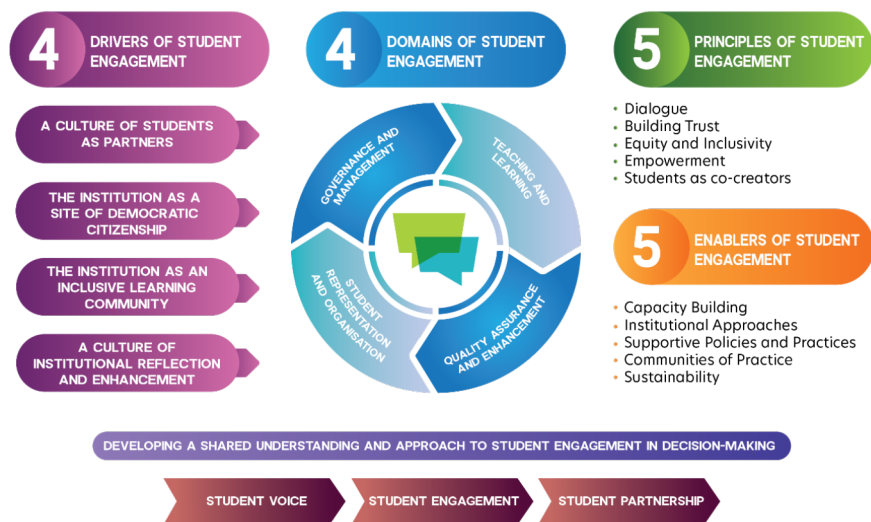 4
DRIVERS OF STUDENT
ENGAGEMENT
A CULTURE OF STUDENTS
AS PARTNERS
THE INSTITUTION AS A
SITE OF DEMOCRATIC
CITIZENSHIP
THE INSTITUTION AS AN
INCLUSIVE LEARNING
COMMUNITY
A CULTURE OF
INSTITUTIONAL REFLECTION
AND ENHANCEMENT
4
DOMAINS OF STUDENT
ENGAGEMENT
GOVERNANCE AND
MANAGEMENT
TEACHING AND
LEARNING
QUALITY ASSURANCE
AND ENHANCEMENT
STUDENT
REPRESENTATION
AND ORGANISATION
5
PRINCIPLES OF STUDENT
ENGAGEMENT
• Dialogue
• Building Trust
• Equity and Inclusivity
• Empowerment
• Students as co-creators
5
ENABLERS OF STUDENT
ENGAGEMENT
• Capacity Building
• Institutional Approaches
• Supportive Policies and Practices
• Communities of Practice
• Sustainability
DEVELOPING A SHARED UNDERSTANDING AND APPROACH TO STUDENT ENGAGEMENT IN DECISION-MAKING
STUDENT VOICE
STUDENT ENGAGEMENT
STUDENT PARTNERSHIP